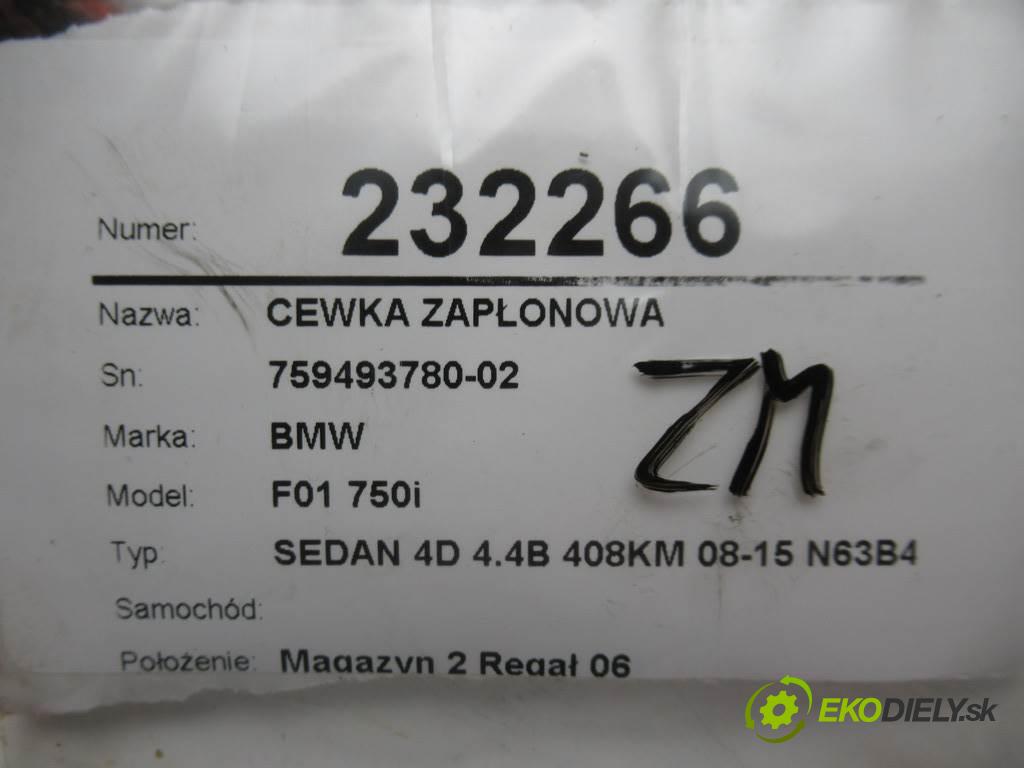 Numer: 232266
Nazwa: CEWKA ZAPŁONOWA
Sn: 759493780-02
Marka: BMW
ZM
Model: F01 750i
Typ: SEDAN 4D 4.4B 408KM 08-15 N63B4
Samochód:
Położenie: Magazyn 2 Regał 06
EKODIELY.sk